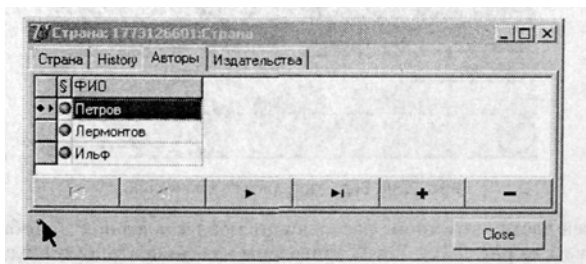 Страна: 1773126601:Страна
Страна History Авторы Издательства
§ ФИО
Петров
Лермонтов
Ильф
Close